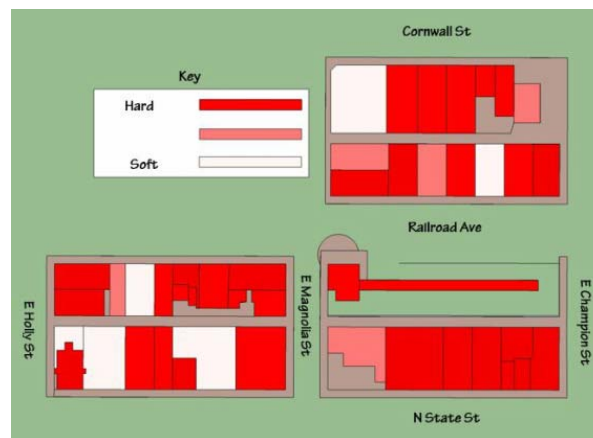 Cornwall St
Key
Hard
Soft
Railroad Ave
E Holly St
E Magnolia St
E Champion St
N State St